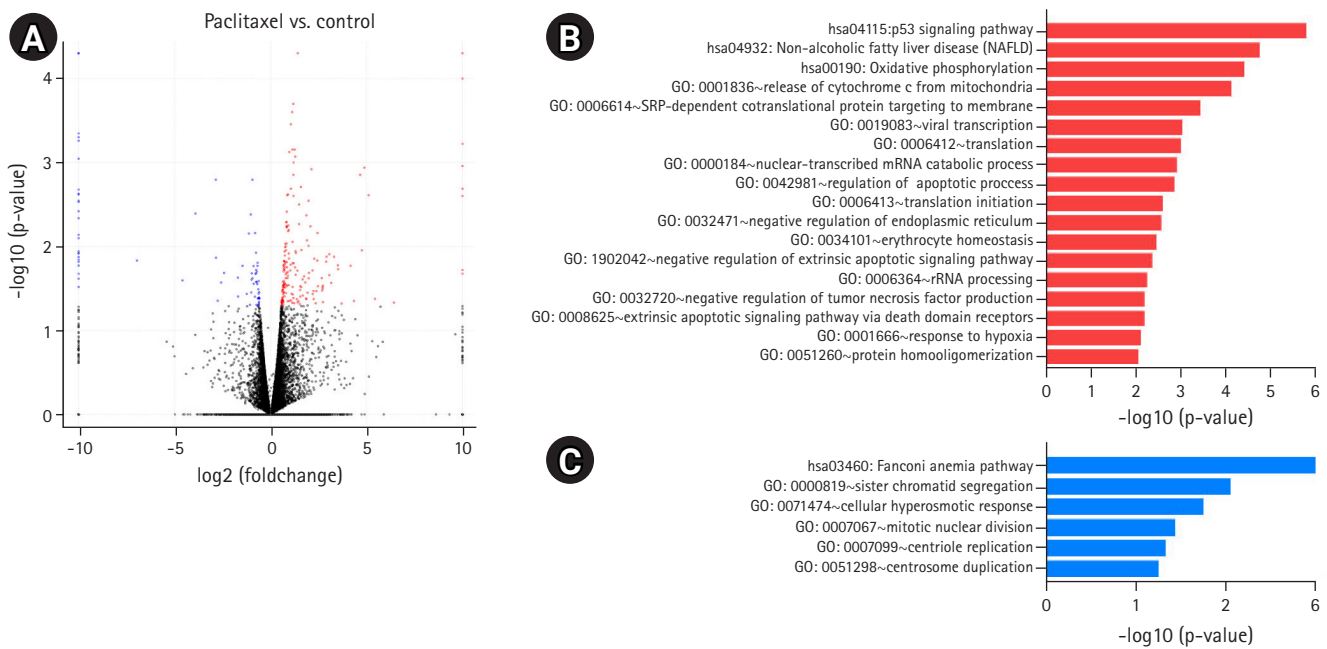 A
Paclitaxel vs. control
-log10 (p-value)
4
3
2
1
0
-10
-5
0
5
10
log2 (foldchange)
B
hsa04115:p53 signaling pathway
hsa04932: Non-alcoholic fatty liver disease (NAFLD)
hsa00190: Oxidative phosphorylation
GO: 0001836~release of cytochrome c from mitochondria
GO: 0006614~SRP-dependent cotranslational protein targeting to membrane
GO: 0019083~viral transcription
GO: 0006412~translation
GO: 0000184~nuclear-transcribed mRNA catabolic process
GO: 0042981~regulation of apoptotic proccess
GO: 0006413~translation initiation
GO: 0032471~negative regulation of endoplasmic reticulum
GO: 0034101~erythrocyte homeostasis
GO: 1902042~negative regulation of extrinsic apoptotic signaling pathway
GO: 0006364~rRNA processing
GO: 0032720~negative regulation of tumor necrosis factor production
GO: 0008625~extrinsic apoptotic signaling pathway via death domain receptors
GO: 0001666~response to hypoxia
GO: 0051260~protein homooligomerization
0 1 2 3 4 5 6
-log10 (p-value)
C
hsa03460: Fanconi anemia pathway
GO: 0000819~sister chromatid segregation
GO: 0071474~cellular hyperosmotic response
GO: 0007067~mitotic nuclear division
GO: 0007099~centriole replication
GO: 0051298~centrosome duplication
0 1 2 6
-log10 (p-value)